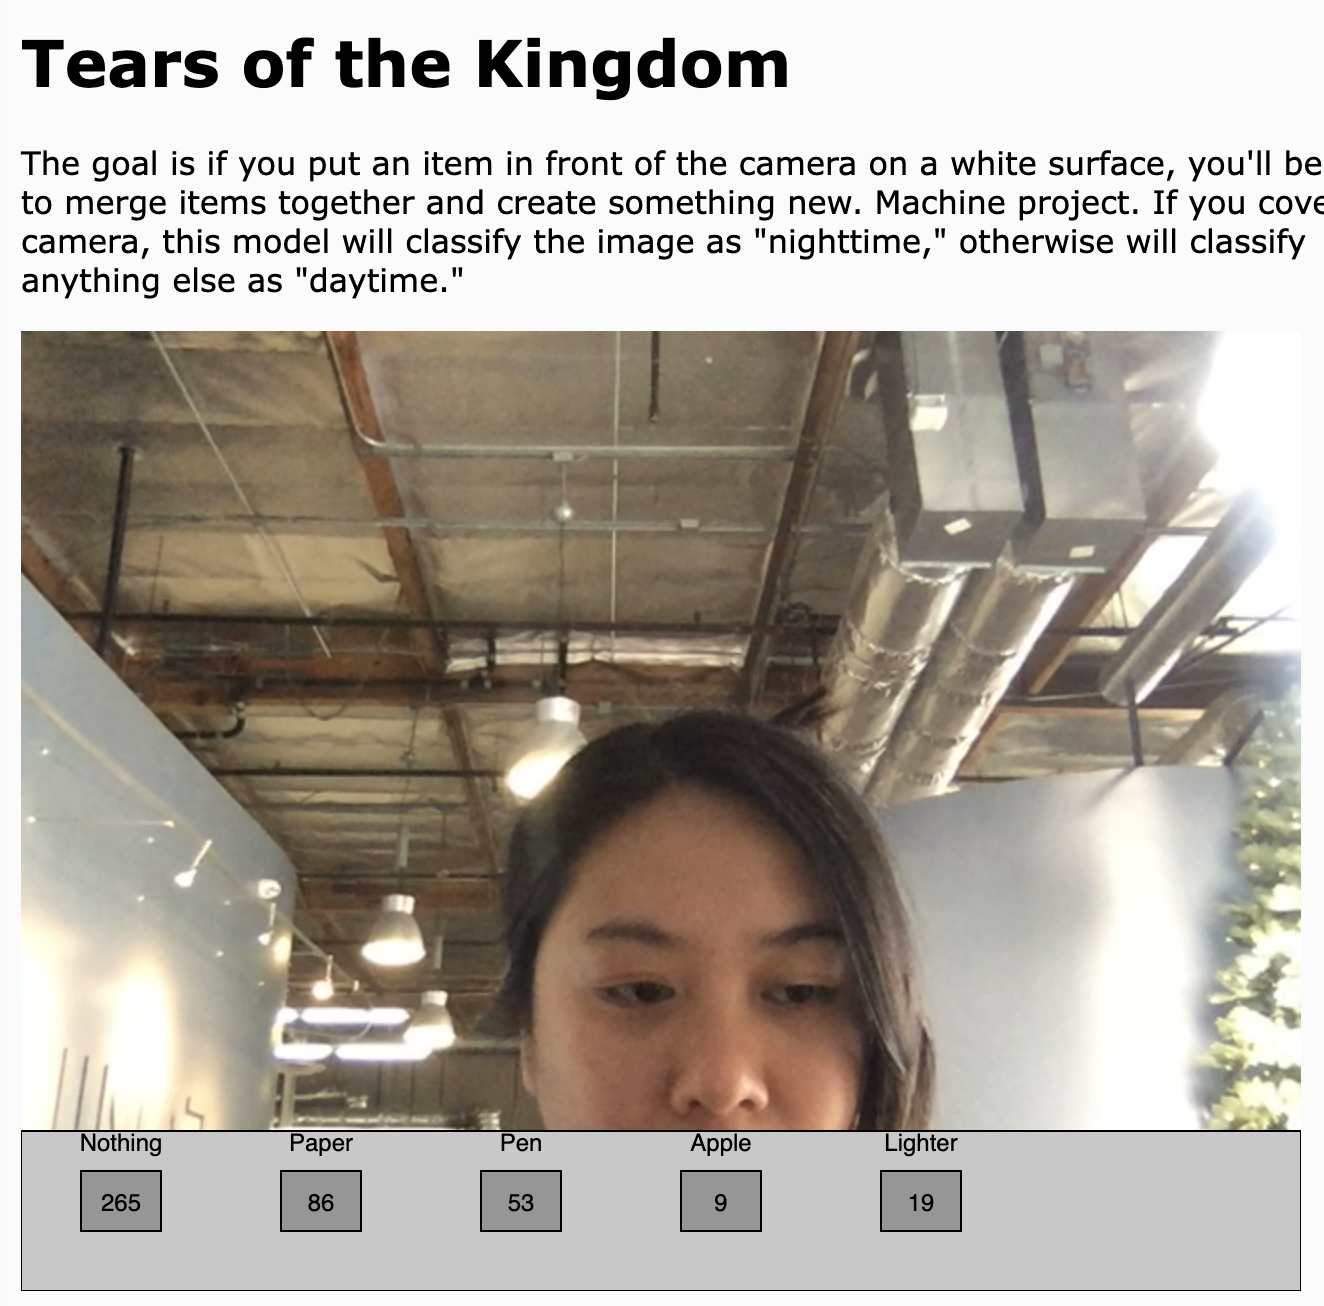 Tears of the Kingdom
The goal is if you put an item in front of the camera on a white surface, you'll be
to merge items together and create something new. Machine project. If you cove
camera, this model will classify the image as "nighttime," otherwise will classify
anything else as "daytime."
Nothing Paper Pen Apple Lighter
265 86 53 9 19